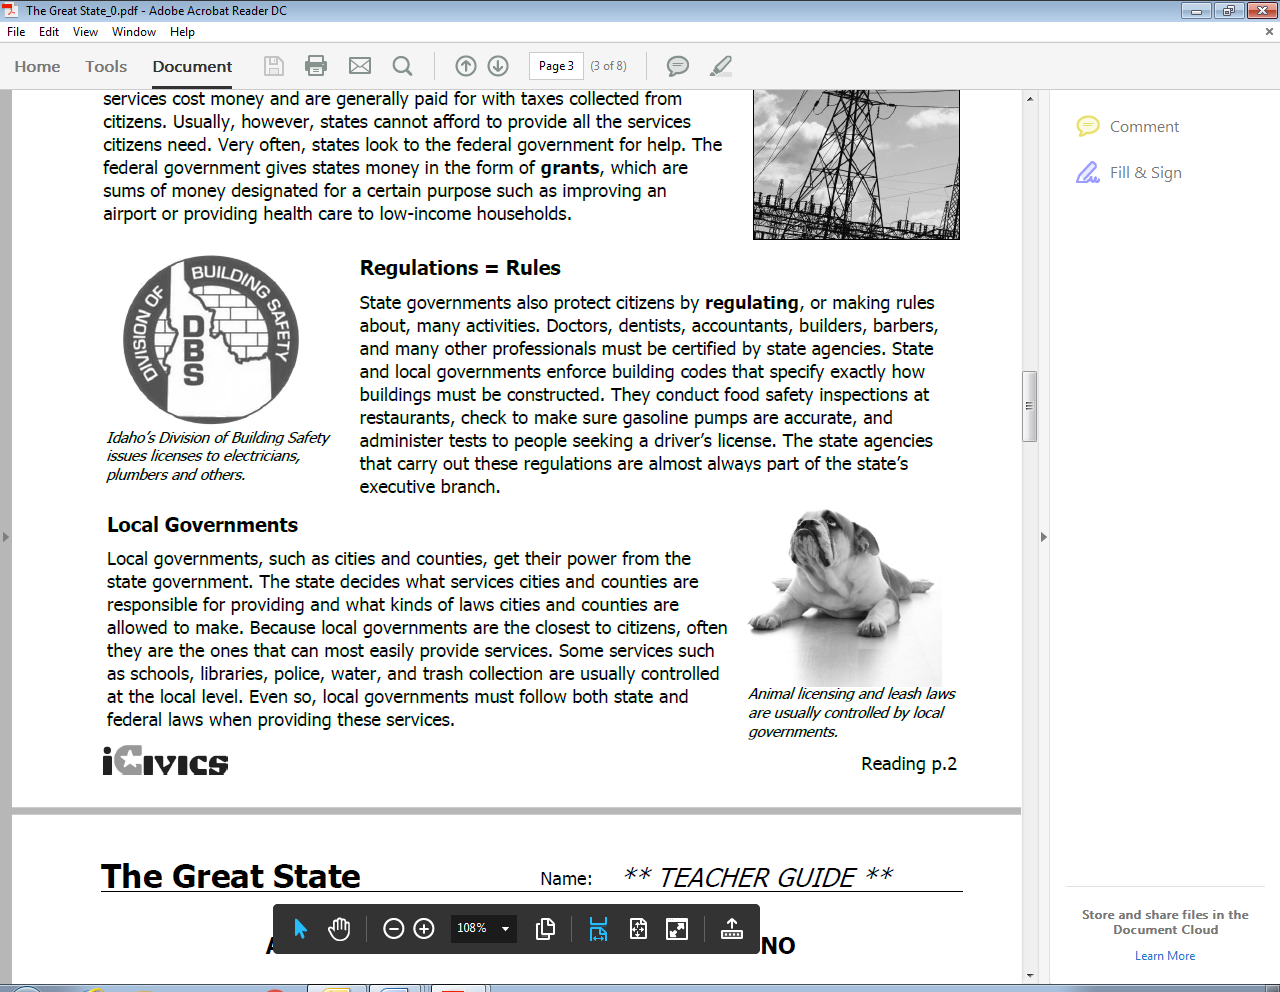 The Great State_0.pdf - Adobe Acrobat Reader DC
File Edit View Window Help
Home Tools Document Page 3 (3 of 8)
services cost money and are generally paid for with taxes collected from
citizens. Usually, however, states cannot afford to provide all the services
citizens need. Very often, states look to the federal government for help. The
federal government gives states money in the form of grants, which are
sums of money designated for a certain purpose such as improving an
airport or providing health care to low-income households.
DIVISION OF BUILDING SAFETY
DBS
Idaho's Division of Building Safety
issues licenses to electricians,
plumbers and others.
Regulations = Rules
State governments also protect citizens by regulating, or making rules
about, many activities. Doctors, dentists, accountants, builders, barbers,
and many other professionals must be certified by state agencies. State
and local governments enforce building codes that specify exactly how
buildings must be constructed. They conduct food safety inspections at
restaurants, check to make sure gasoline pumps are accurate, and
administer tests to people seeking a driver's license. The state agencies
that carry out these regulations are almost always part of the state's
executive branch.
Local Governments
Local governments, such as cities and counties, get their power from the
state government. The state decides what services cities and counties are
responsible for providing and what kinds of laws cities and counties are
allowed to make. Because local governments are the closest to citizens, often
they are the ones that can most easily provide services. Some services such
as schools, libraries, police, water, and trash collection are usually controlled
at the local level. Even so, local governments must follow both state and
federal laws when providing these services.
Animal licensing and leash laws
are usually controlled by local
governments.
iCivics
Reading p.2
The Great State Name: ** TEACHER GUIDE **
108%
NO
Comment
Fill & Sign
Store and share files in the
Document Cloud
Learn More